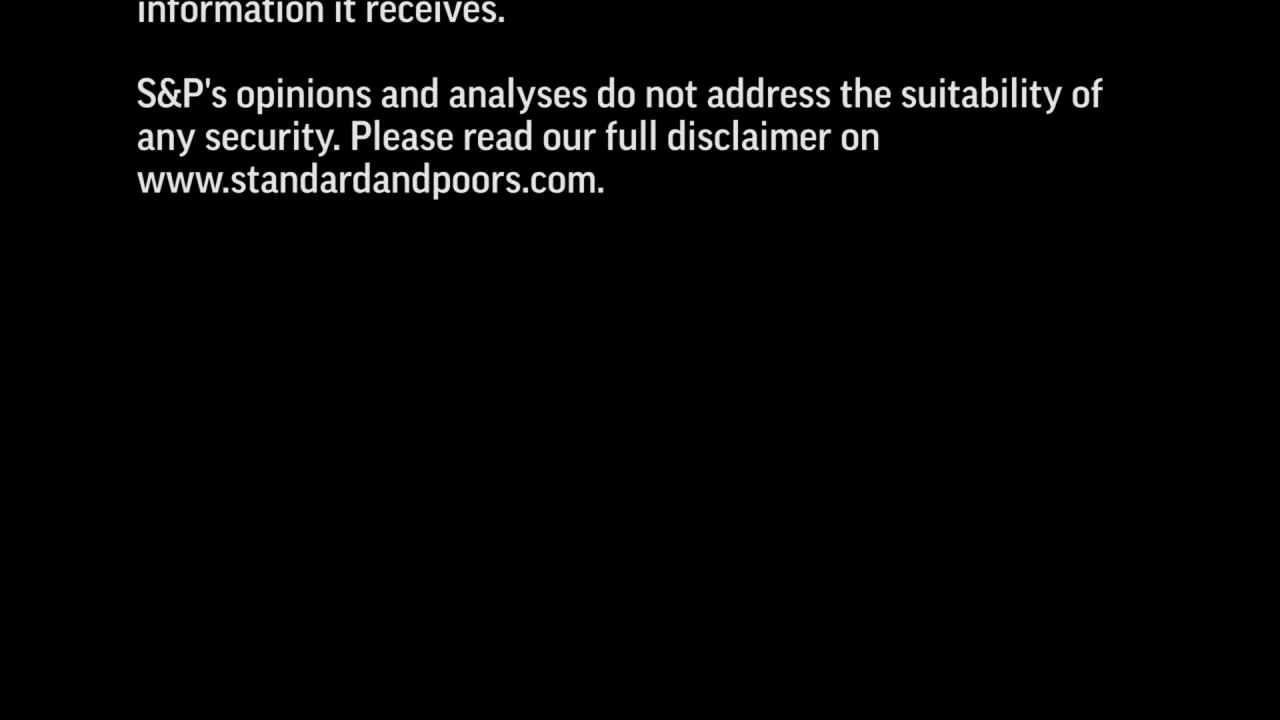 information it receives.
S&P's opinions and analyses do not address the suitability of
any security. Please read our full disclaimer on
www.standardandpoors.com.